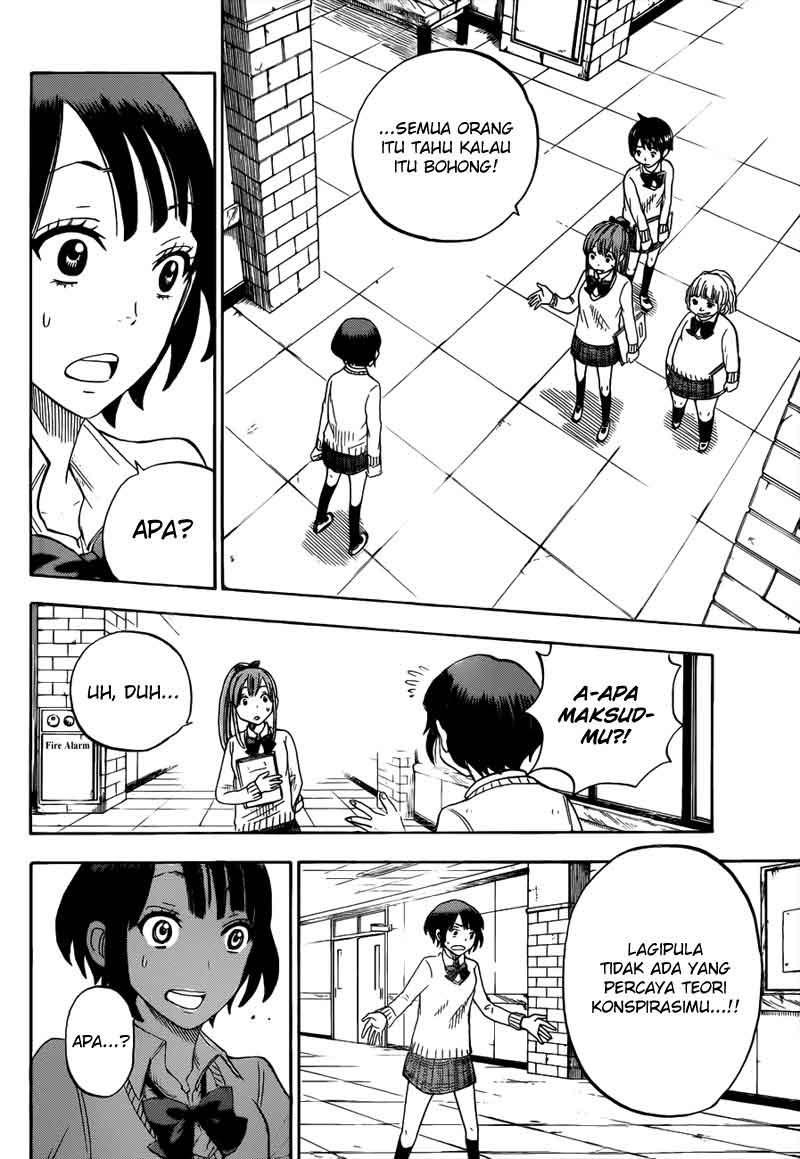 ...SEMUA ORANG
ITU TAHU KALAU
ITU BOHONG!
APA?
A-APA
MAKSUD-
MU?!
UH, DUH...
Fire Alarm
LAGIPULA
TIDAK ADA YANG
PERCAYA TEORI
KONSPIRASIMU...!!
APA...?